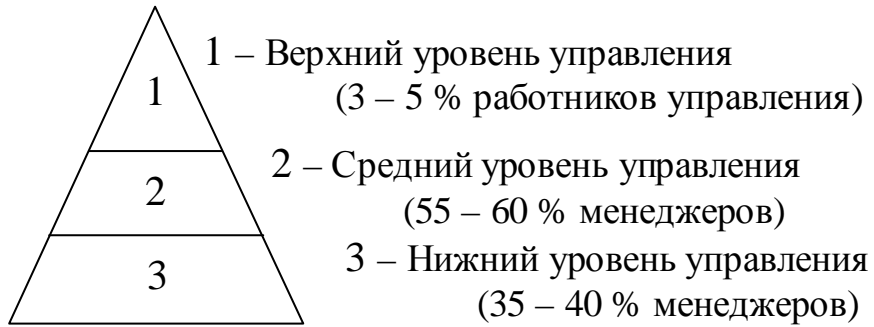 1 – Верхний уровень управления
(3 – 5 % работников управления)
1
2 – Средний уровень управления
(55 – 60 % менеджеров)
2
3 – Нижний уровень управления
(35 – 40 % менеджеров)
3